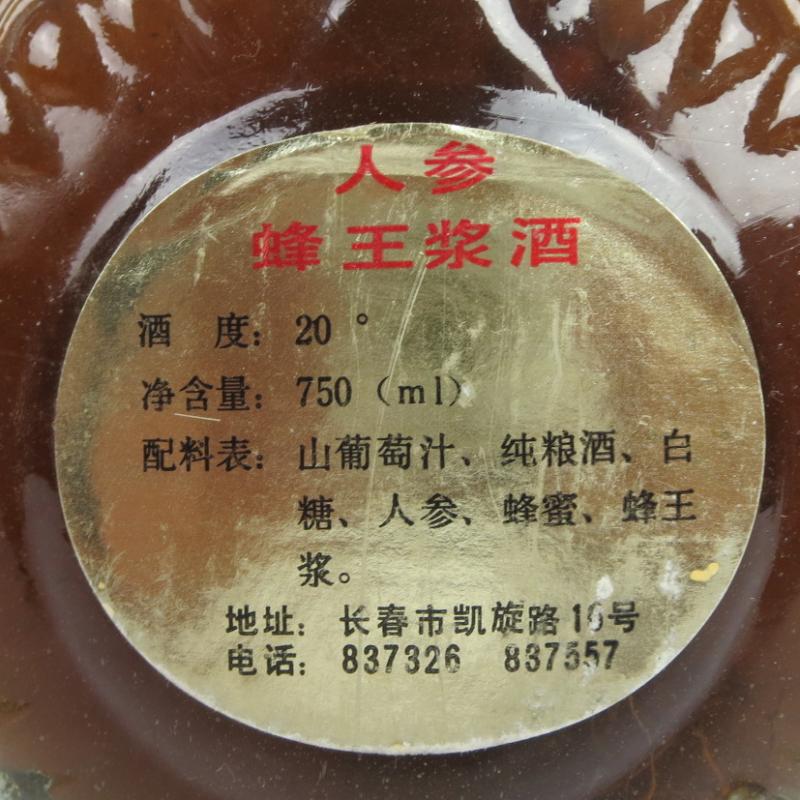 人参
蜂王浆酒
酒 度: 20 °
净含量: 750 (ml)
配料表: 山葡萄汁、纯粮酒、白
糖、人参、蜂蜜、蜂王
浆。
地址: 长春市凯旋路 号
电话: 837326 837557